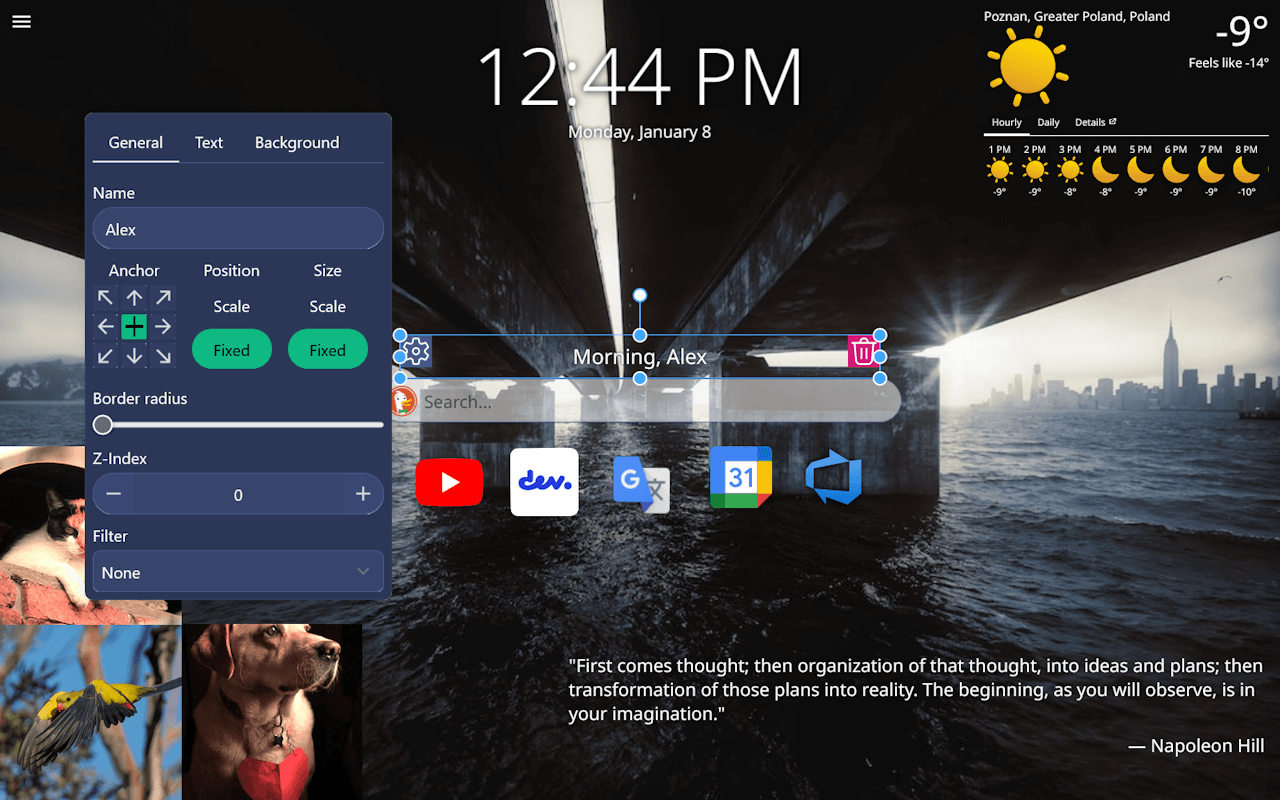 12:44 PM
Monday, January 8
Poznan, Greater Poland, Poland
-9°
Feels like -14°
Hourly Daily Details
1 PM 2 PM 3 PM 4 PM 5 PM 6 PM 7 PM 8 PM
-9° -9° -8° -8° -9° -9° -9° -10°
General Text Background
Name
Alex
Anchor Position Size
Scale Scale
Fixed Fixed
Border radius
Z-Index
0
Filter
None
Morning, Alex
Search...
dev.
G 文
31
"First comes thought; then organization of that thought, into ideas and plans; then
transformation of those plans into reality. The beginning, as you will observe, is in
your imagination."
— Napoleon Hill